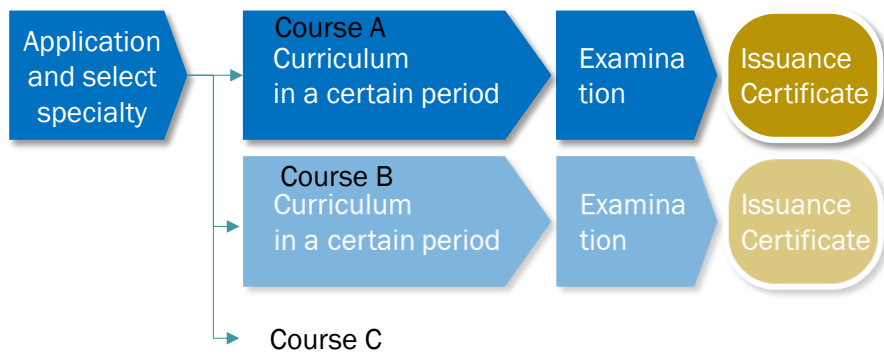 Application
and select
specialty
Course A
Curriculum
in a certain period
Examina
tion
Issuance
Certificate
Course B
Curriculum
in a certain period
Examina
tion
Issuance
Certificate
Course C